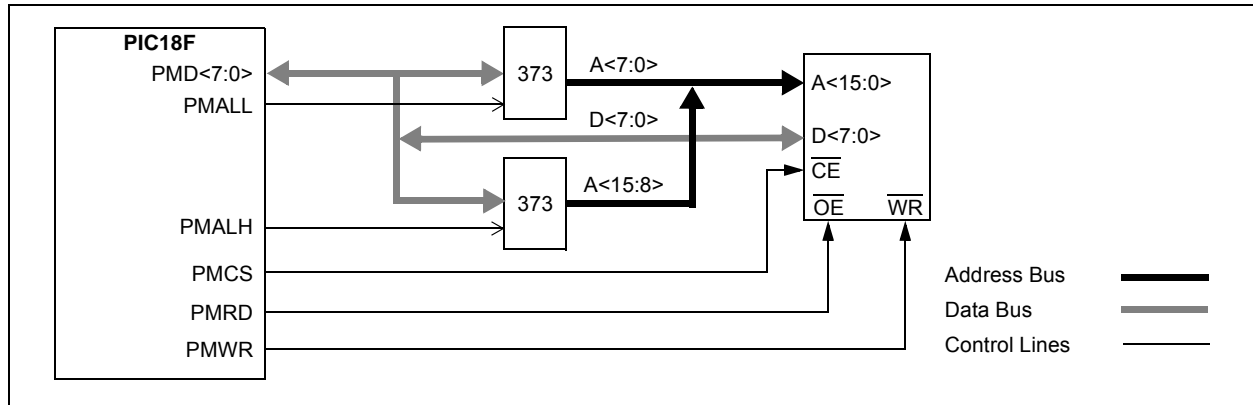 PIC18F
PMD<7:0>
PMALL
PMALH
PMCS
PMRD
PMWR
373
373
A<7:0>
D<7:0>
A<15:8>
A<15:0>
D<7:0>
CE
OE WR
Address Bus
Data Bus
Control Lines